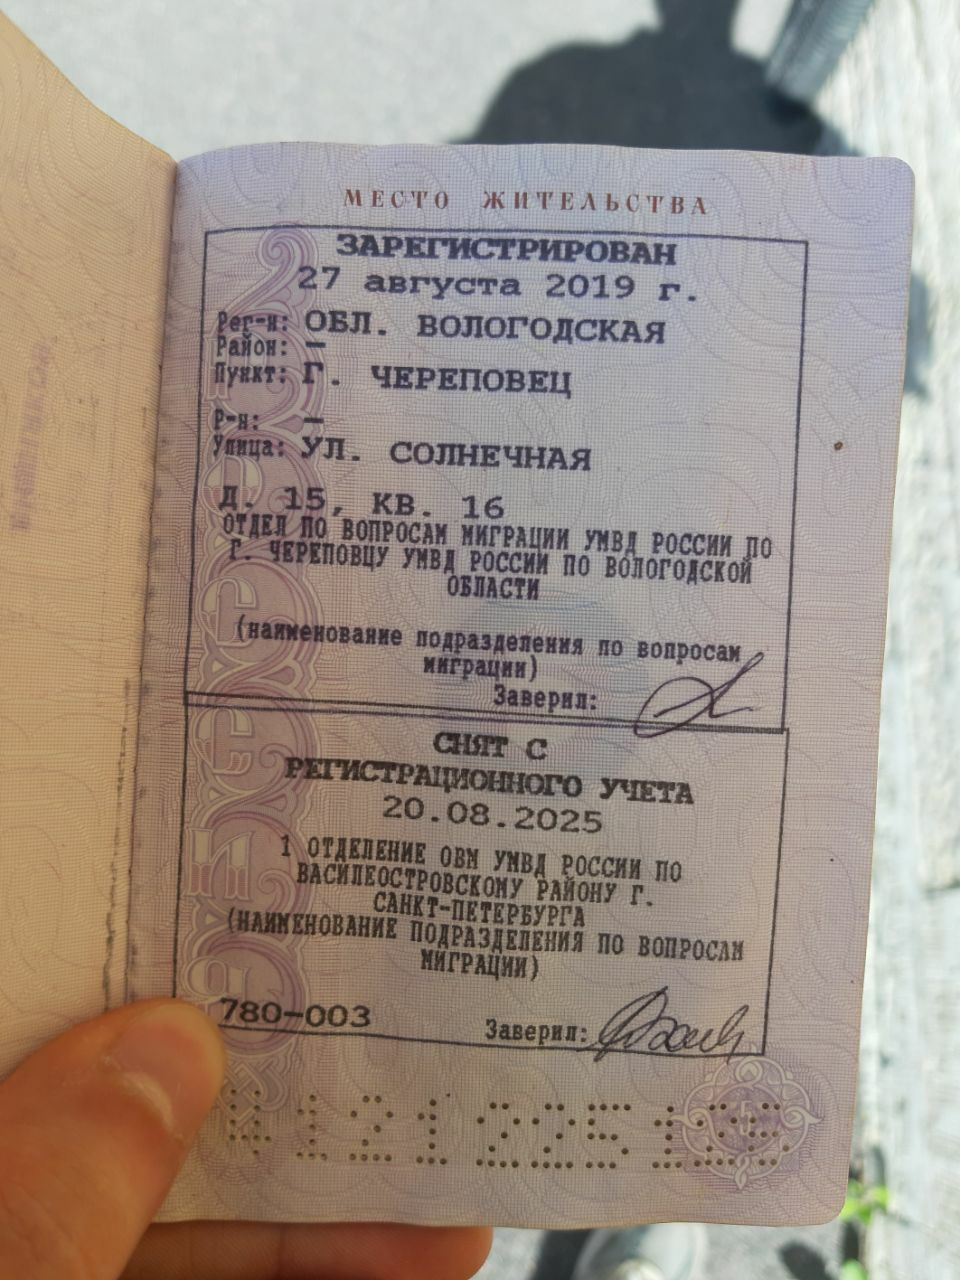 МЕСТО ЖИТЕЛЬСТВА
ЗАРЕГИСТРИРОВАН
27 августа 2019 г.
Рег-н: ОБЛ. ВОЛОГОДСКАЯ
Район: –
Пункт: Г. ЧЕРЕПОВЕЦ
Р-н: –
Улица: УЛ. СОЛНЕЧНАЯ
Д. 15, КВ. 16
ОТДЕЛ ПО ВОПРОСАМ МИГРАЦИИ УМВД РОССИИ ПО
Г. ЧЕРЕПОВЦУ УМВД РОССИИ ПО ВОЛОГОДСКОЙ
ОБЛАСТИ
(наименование подразделения по вопросам
миграции)
Заверил:
СНЯТ С
РЕГИСТРАЦИОННОГО УЧЕТА
20.08.2025
1 ОТДЕЛЕНИЕ ОВМ УМВД РОССИИ ПО
ВАСИЛЕОСТРОВСКОМУ РАЙОНУ Г.
САНКТ-ПЕТЕРБУРГА
(НАИМЕНОВАНИЕ ПОДРАЗДЕЛЕНИЯ ПО ВОПРОСАМ
МИГРАЦИИ)
780-003
Заверил:
5